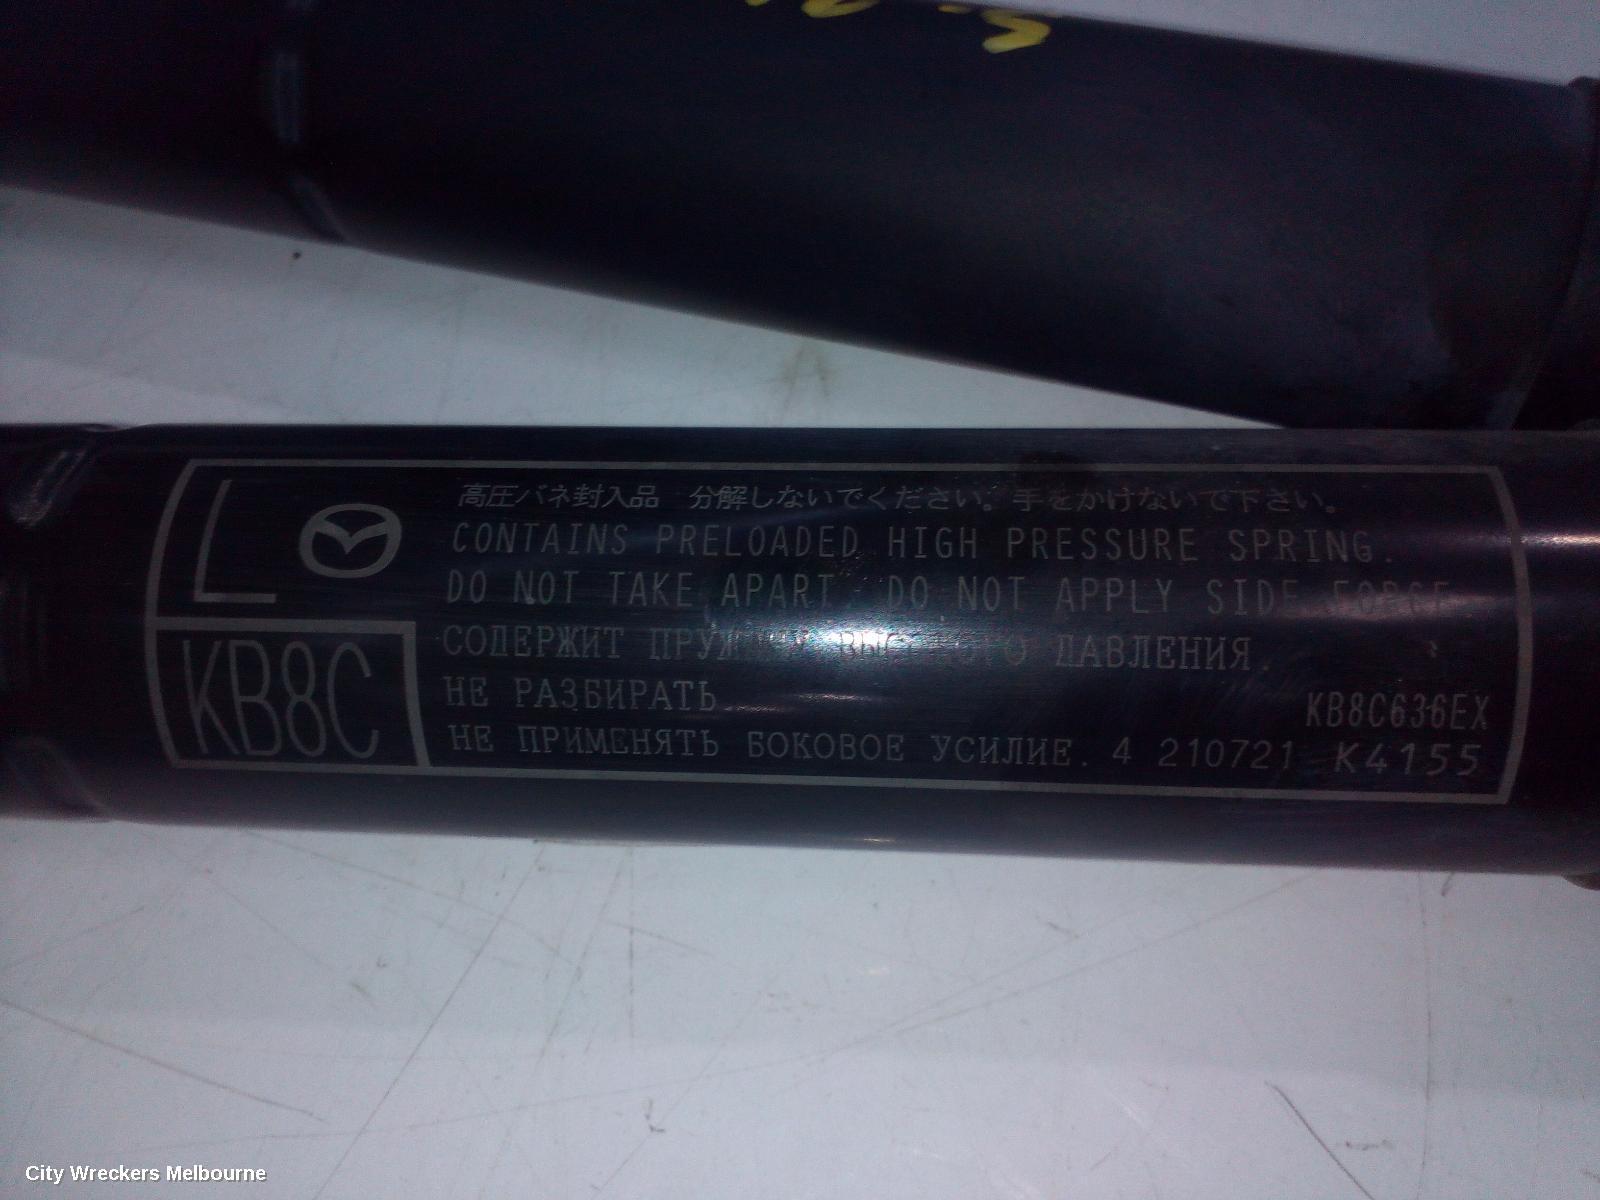 L
高圧バネ封入品 分解しないでください。手をかけないで下さい。
CONTAINS PRELOADED HIGH PRESSURE SPRING.
DO NOT TAKE APART. DO NOT APPLY SIDE FORCE
СОДЕРЖИТ ДАВЛЕНИЯ.
KB8C
НЕ РАЗБИРАТЬ
KB8C636EX
НЕ ПРИМЕНЯТЬ БОКОВОЕ УСИЛИЕ. 4 210721 K4155
City Wreckers Melbourne